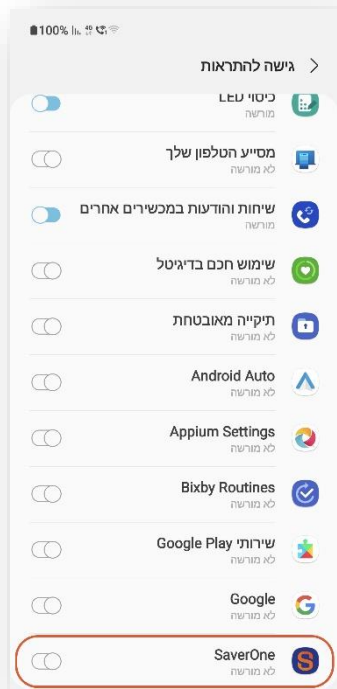 100%
גישה להתראות
כיסוי LED
מורשה
מסייע הטלפון שלך
לא מורשה
שיחות והודעות במכשירים אחרים
מורשה
שימוש חכם בדיגיטל
לא מורשה
תיקייה מאובטחת
לא מורשה
Android Auto
לא מורשה
Appium Settings
לא מורשה
Bixby Routines
לא מורשה
שירותי Google Play
לא מורשה
Google
לא מורשה
SaverOne
לא מורשה